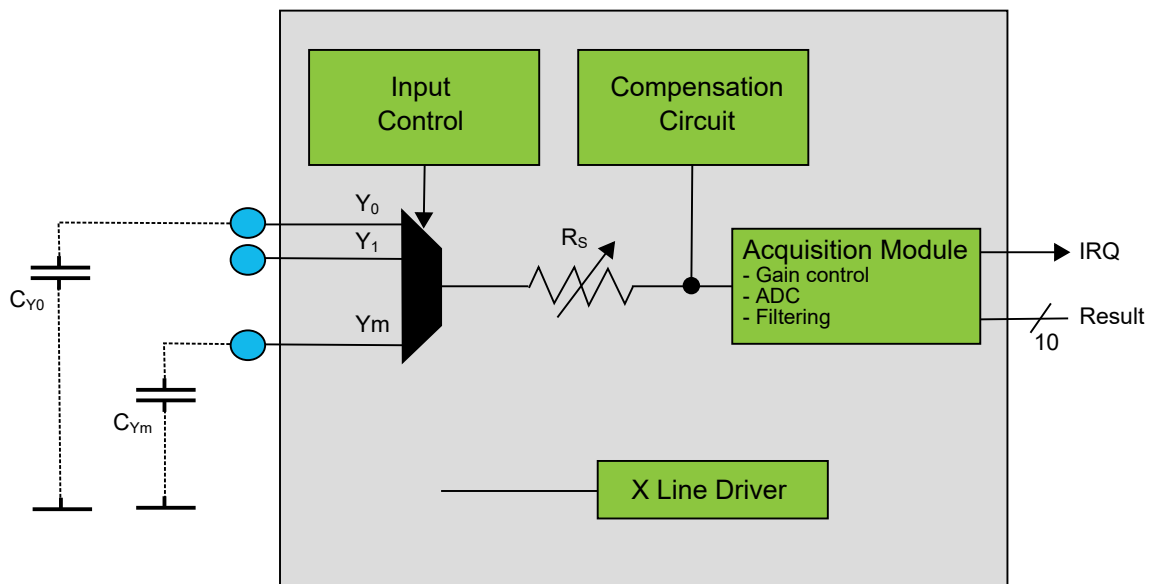 Input
Control
Compensation
Circuit
Y0
Y1
Ym
RS
Acquisition Module
- Gain control
- ADC
- Filtering
IRQ
Result
10
CY0
CYm
X Line Driver